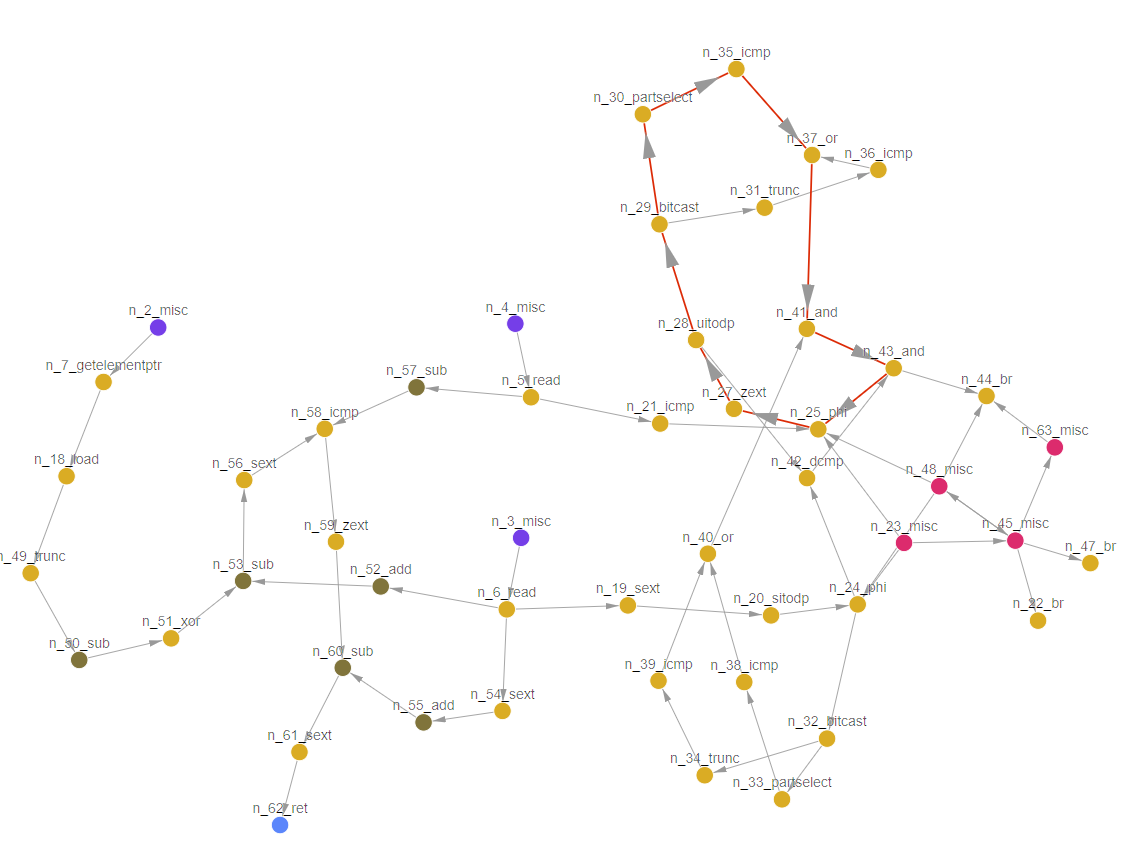 n_35_icmp
n_30_partselect
n_37_or
n_36_icmp
n_31_trunc
n_29_bitcast
n_2_misc
n_4_misc
n_41_and
n_28_uitodp
n_43_and
n_7_getelementptr
n_57_sub
n_5_read
n_44_br
n_27_zext
n_58_icmp
n_21_icmp
n_25_phi
n_63_misc
n_18_load
n_56_sext
n_42_dcmp
n_48_misc
n_59_zext
n_3_misc
n_23_misc
n_45_misc
n_40_or
n_47_br
n_49_trunc
n_53_sub
n_52_add
n_6_read
n_19_sext
n_20_sitodp
n_24_phi
n_22_br
n_51_xor
n_50_sub
n_60_sub
n_39_icmp
n_38_icmp
n_54_sext
n_55_add
n_32_bitcast
n_61_sext
n_34_trunc
n_33_partselect
n_62_ret